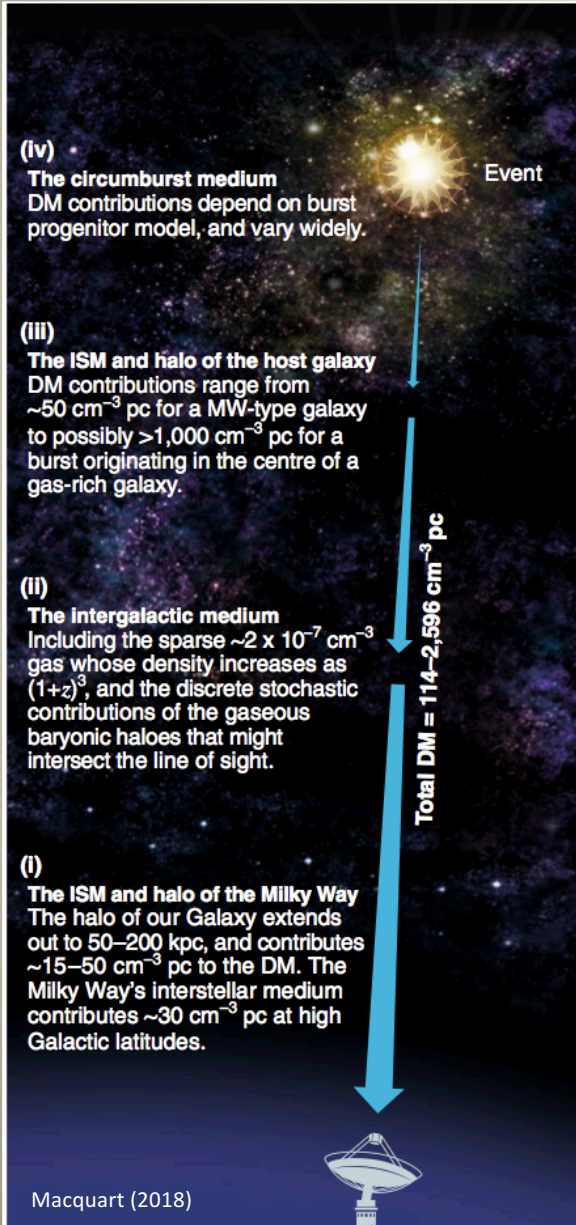 (iv)
The circumburst medium
DM contributions depend on burst
progenitor model, and vary widely.
Event
(iii)
The ISM and halo of the host galaxy
DM contributions range from
~50 cm⁻³ pc for a MW-type galaxy
to possibly >1,000 cm⁻³ pc for a
burst originating in the centre of a
gas-rich galaxy.
Total DM = 114–2,596 cm⁻³ pc
(ii)
The intergalactic medium
Including the sparse ~2 x 10⁻⁷ cm⁻³
gas whose density increases as
(1+z)³, and the discrete stochastic
contributions of the gaseous
baryonic haloes that might
intersect the line of sight.
(i)
The ISM and halo of the Milky Way
The halo of our Galaxy extends
out to 50–200 kpc, and contributes
~15–50 cm⁻³ pc to the DM. The
Milky Way's interstellar medium
contributes ~30 cm⁻³ pc at high
Galactic latitudes.
Macquart (2018)